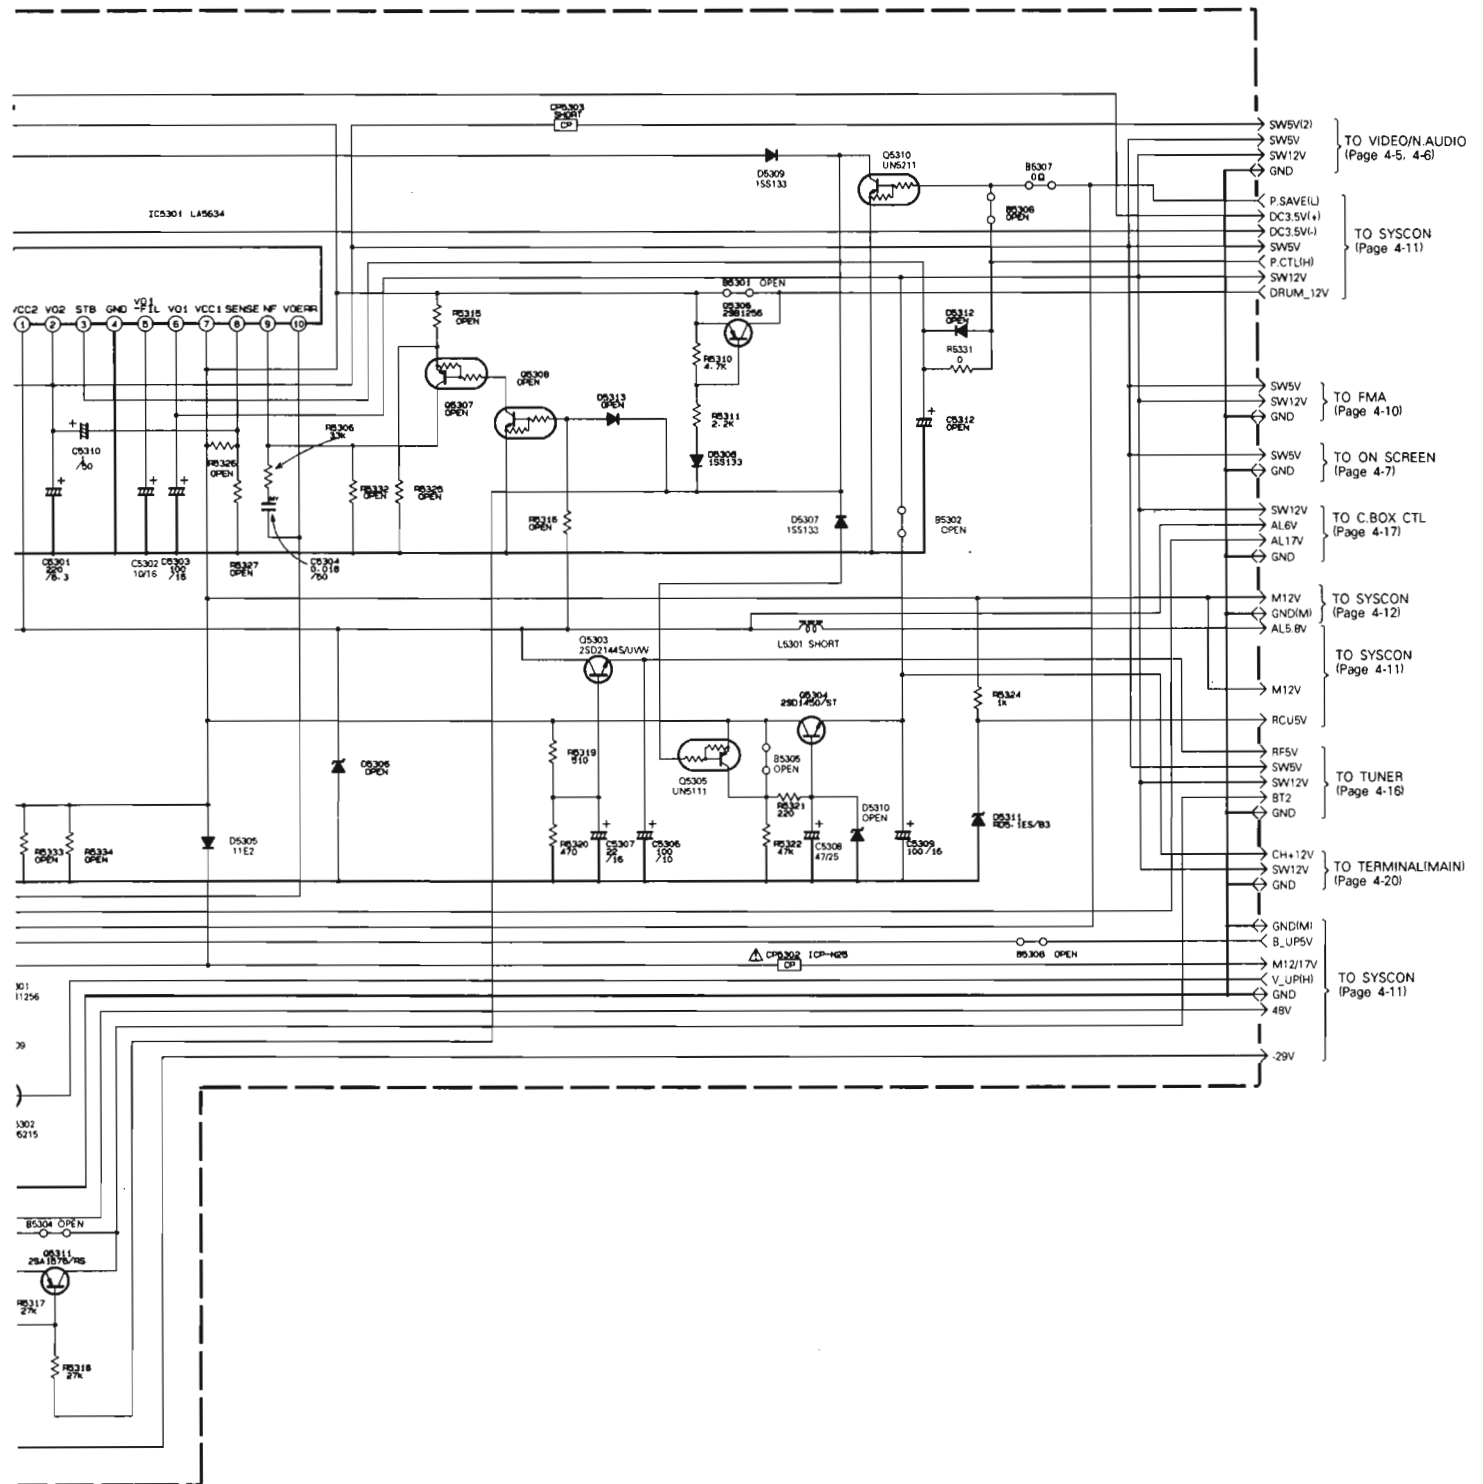 CP5303
SHORT
CP
D5309
1SS133
Q5310
UN5211
B5307
0Ω
B5306
OPEN
SW5V(2)
SW5V
SW12V
GND
TO VIDEO/N.AUDIO
(Page 4-5, 4-6)
IC5301 LA5634
P.SAVE(L)
DC3.5V(+)
DC3.5V(-)
SW5V
P.CTL(H)
SW12V
DRUM_12V
TO SYSCON
(Page 4-11)
VCC2 VO2 STB GND VO1-FIL VO1 VCC1 SENSE NF VOERR
1 2 3 4 5 6 7 8 9 10
R5315
OPEN
B5301 OPEN
Q5306
2SB1256
D5312
OPEN
R5331
0
R5310
4.7K
Q5308
OPEN
Q5307
OPEN
D5313
OPEN
R5311
2.2K
D5308
1SS133
C5312
OPEN
SW5V
SW12V
GND
TO FMA
(Page 4-10)
R5306
33k
C5310
1/50
R5326
OPEN
R5332
OPEN
R5325
OPEN
R5316
OPEN
D5307
1SS133
B5302
OPEN
SW5V
GND
TO ON SCREEN
(Page 4-7)
SW12V
AL6V
AL17V
GND
TO C.BOX CTL
(Page 4-17)
C5301
220
/6.3
C5302
10/16
C5303
100
/16
R5327
OPEN
C5304
0.018
/50
M12V
GND(M)
TO SYSCON
(Page 4-12)
AL5.8V
M12V
RCU5V
TO SYSCON
(Page 4-11)
Q5303
2SD2144S/UVW
L5301 SHORT
Q5304
2SD1450/ST
R5324
1k
D5306
OPEN
R5319
510
Q5305
UN5111
B5305
OPEN
R5321
220
D5310
OPEN
D5311
RD5.1ES/B3
RF5V
SW5V
SW12V
BT2
GND
TO TUNER
(Page 4-16)
R5333
OPEN
R5334
OPEN
D5305
11E2
R5320
470
C5307
22
/16
C5306
100
/10
R5322
47k
C5308
47/25
C5309
100/16
CH+12V
SW12V
GND
TO TERMINAL(MAIN)
(Page 4-20)
GND(M)
B_UP5V
M12/17V
V_UP(H)
GND
48V
-29V
TO SYSCON
(Page 4-11)
B5308 OPEN
CP5302 ICP-N25
CP
301
11256
09
5302
5215
B5304 OPEN
Q5311
2SA1576/RS
R5317
27k
R5318
27k